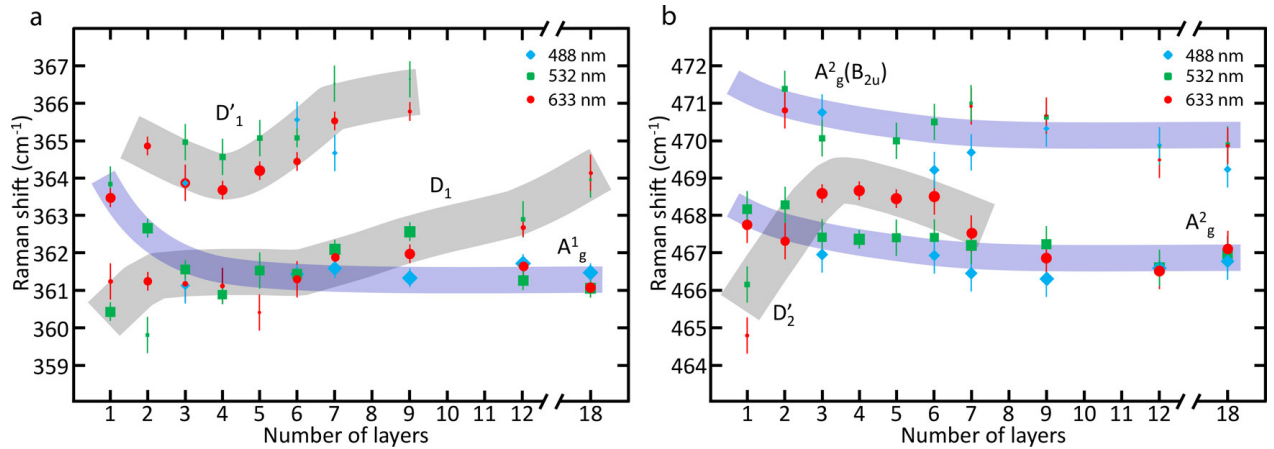 a
367
366
365
364
363
362
361
360
359
Raman shift (cm⁻¹)
1 2 3 4 5 6 7 9 10 12 18
Number of layers
488 nm
532 nm
633 nm
D'₁
D₁
A¹g
b
472
471
470
469
468
467
466
465
464
Raman shift (cm⁻¹)
1 2 3 4 5 6 7 8 9 10 11 12 18
Number of layers
488 nm
532 nm
633 nm
A²g(B₂ᵤ)
A²g
D'₂